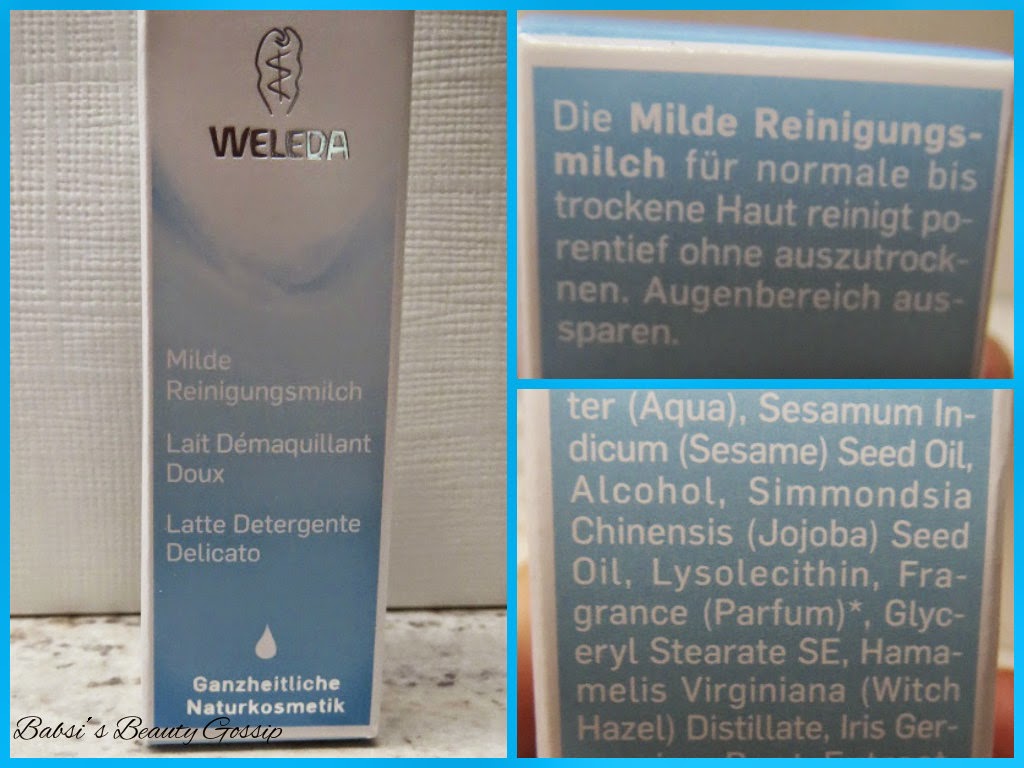 WELEDA
Milde
Reinigungsmilch
Lait Démaquillant
Doux
Latte Detergente
Delicato
Ganzheitliche
Naturkosmetik
Babsi's Beauty Gossip
Die Milde Reinigungs-
milch für normale bis
trockene Haut reinigt po-
rentief ohne auszutrock-
nen. Augenbereich aus-
sparen.
ter (Aqua), Sesamum In-
dicum (Sesame) Seed Oil,
Alcohol, Simmondsia
Chinensis (Jojoba) Seed
Oil, Lysolecithin, Fra-
grance (Parfum)*, Glyc-
eryl Stearate SE, Hama-
melis Virginiana (Witch
Hazel) Distillate, Iris Ger-